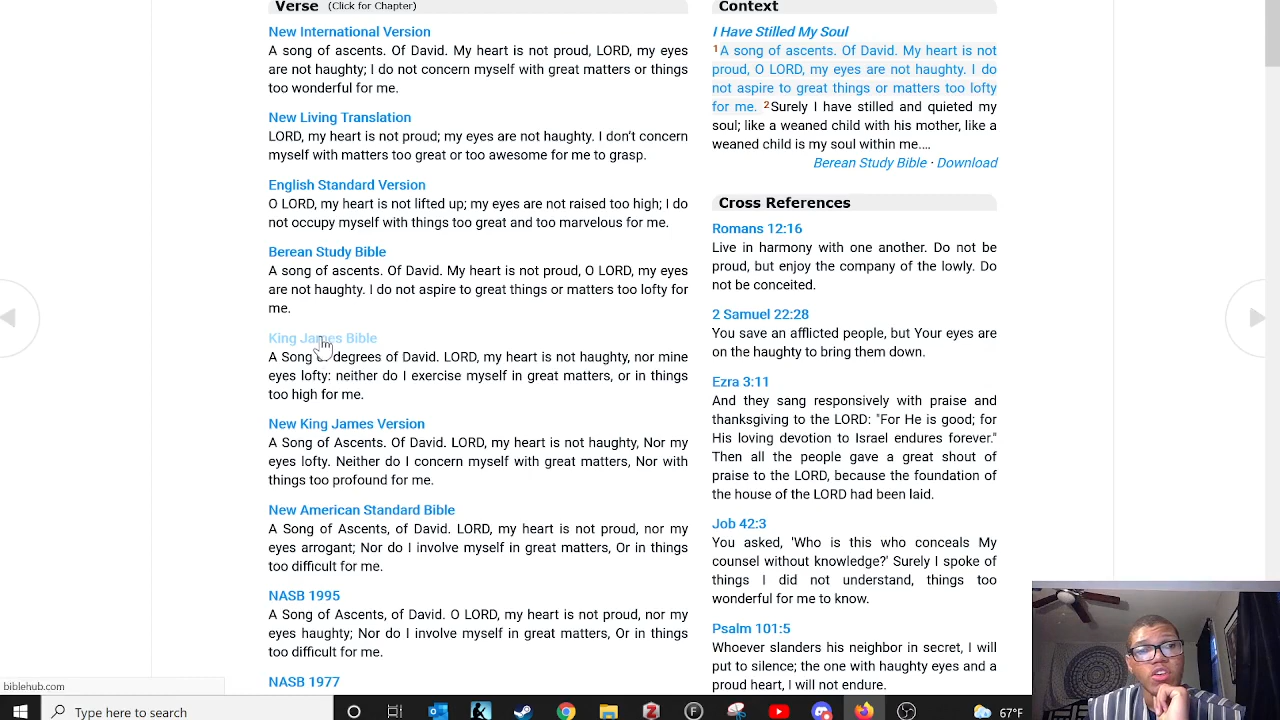 Verse (Click for Chapter)
New International Version
A song of ascents. Of David. My heart is not proud, LORD, my eyes
are not haughty; I do not concern myself with great matters or things
too wonderful for me.
New Living Translation
LORD, my heart is not proud; my eyes are not haughty. I don't concern
myself with matters too great or too awesome for me to grasp.
English Standard Version
O LORD, my heart is not lifted up; my eyes are not raised too high; I do
not occupy myself with things too great and too marvelous for me.
Berean Study Bible
A song of ascents. Of David. My heart is not proud, O LORD, my eyes
are not haughty. I do not aspire to great things or matters too lofty for
me.
King James Bible
A Song of degrees of David. LORD, my heart is not haughty, nor mine
eyes lofty: neither do I exercise myself in great matters, or in things
too high for me.
New King James Version
A Song of Ascents. Of David. LORD, my heart is not haughty, Nor my
eyes lofty. Neither do I concern myself with great matters, Nor with
things too profound for me.
New American Standard Bible
A Song of Ascents, of David. LORD, my heart is not proud, nor my
eyes arrogant; Nor do I involve myself in great matters, Or in things
too difficult for me.
NASB 1995
A Song of Ascents, of David. O LORD, my heart is not proud, nor my
eyes haughty; Nor do I involve myself in great matters, Or in things
too difficult for me.
NASB 1977
Context
I Have Stilled My Soul
1A song of ascents. Of David. My heart is not
proud, O LORD, my eyes are not haughty. I do
not aspire to great things or matters too lofty
for me. 2Surely I have stilled and quieted my
soul; like a weaned child with his mother, like a
weaned child is my soul within me....
Berean Study Bible · Download
Cross References
Romans 12:16
Live in harmony with one another. Do not be
proud, but enjoy the company of the lowly. Do
not be conceited.
2 Samuel 22:28
You save an afflicted people, but Your eyes are
on the haughty to bring them down.
Ezra 3:11
And they sang responsively with praise and
thanksgiving to the LORD: "For He is good; for
His loving devotion to Israel endures forever."
Then all the people gave a great shout of
praise to the LORD, because the foundation of
the house of the LORD had been laid.
Job 42:3
You asked, 'Who is this who conceals My
counsel without knowledge?' Surely I spoke of
things I did not understand, things too
wonderful for me to know.
Psalm 101:5
Whoever slanders his neighbor in secret, I will
put to silence; the one with haughty eyes and a
proud heart, I will not endure.
biblehub.com
Type here to search
67°F